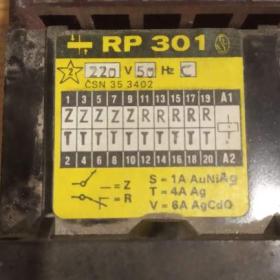 RP 301
2 220 V 50 Hz C
ČSN 35 3402
1 3 5 7 9 11 13 15 17 19 A1
Z Z Z Z Z R R R R R
T T T T T T T T T T
2 4 6 8 10 12 14 16 18 20 A2
= Z S = 1A AuNiAg
= R T = 4A Ag
V = 6A AgCdO